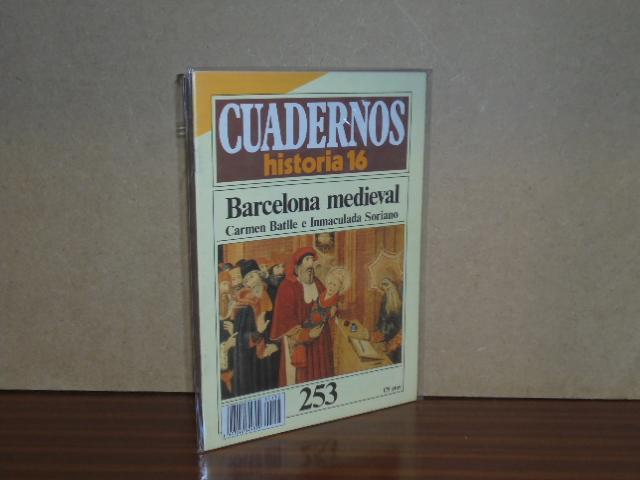 CUADERNOS
historia 16
Barcelona medieval
Carmen Batlle e Inmaculada Soriano
253